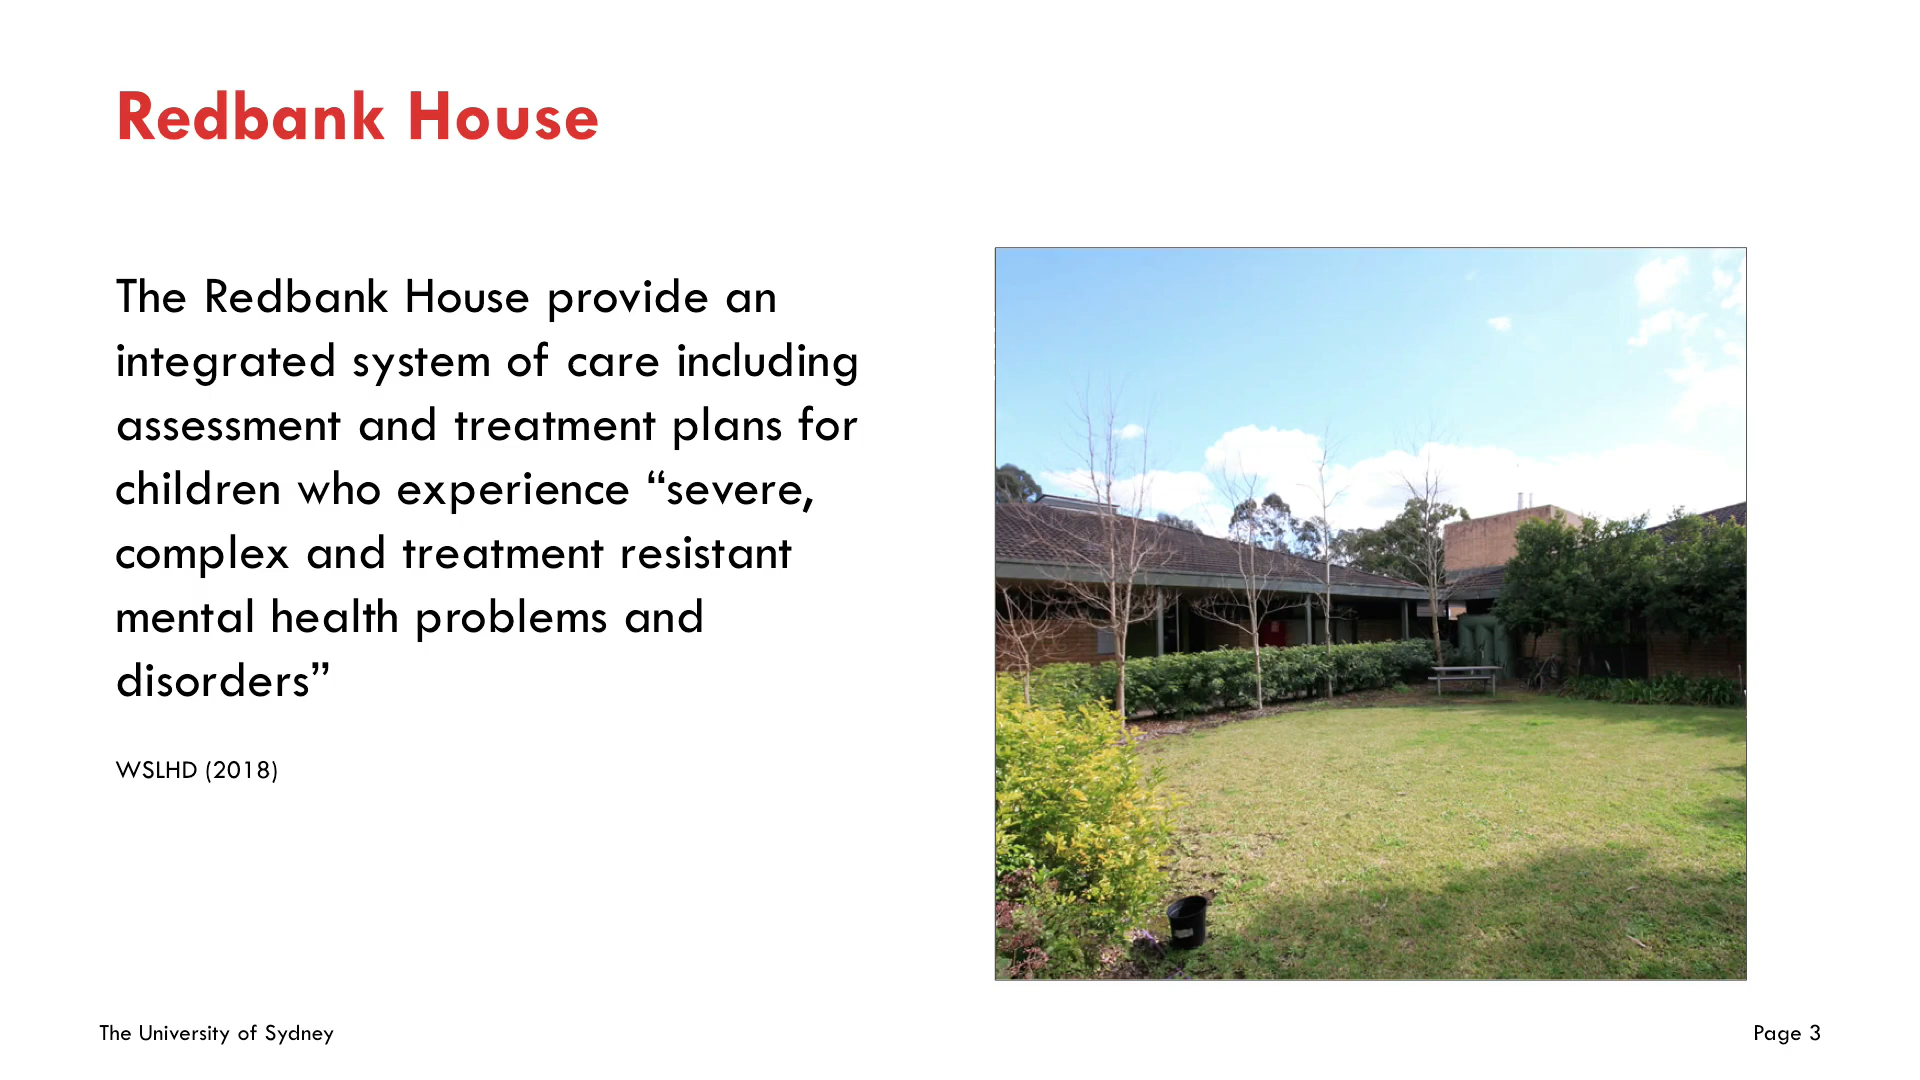 Redbank House
The Redbank House provide an
integrated system of care including
assessment and treatment plans for
children who experience “severe,
complex and treatment resistant
mental health problems and
disorders”
WSLHD (2018)
The University of Sydney
Page 3